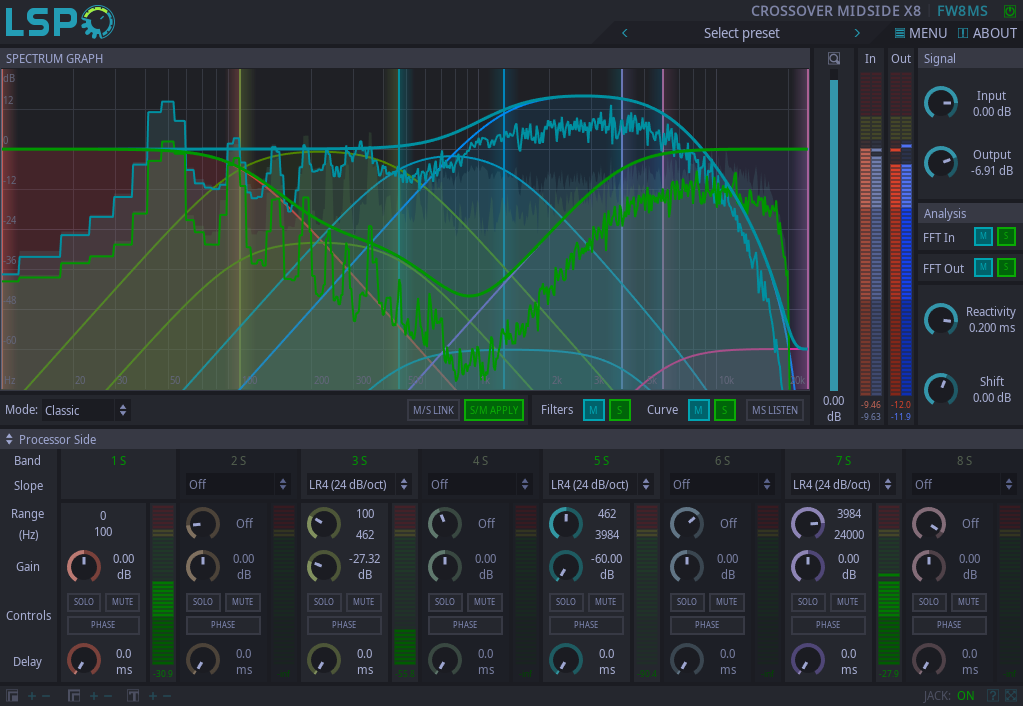 LSP
CROSSOVER MIDSIDE X8 FW8MS
Select preset
MENU ABOUT
SPECTRUM GRAPH
In Out
Signal
dB
12
0
-12
-24
-36
-48
-60
Hz 20 30 50 100 200 300 1k 2k 3k 5k 10k 20k
0.00
dB
-9.46
-9.63
-12.0
-11.9
Input
0.00 dB
Output
-6.91 dB
Analysis
FFT In M S
FFT Out M S
Reactivity
0.200 ms
Shift
0.00 dB
Mode: Classic M/S LINK S/M APPLY Filters M S Curve M S MS LISTEN
Processor Side
Band 1 S 2 S 3 S 4 S 5 S 6 S 7 S 8 S
Slope Off LR4 (24 dB/oct) Off LR4 (24 dB/oct) Off LR4 (24 dB/oct) Off
Range 0 Off 100 Off 462 Off 3984 Off
(Hz) 100 462 3984 24000
Gain 0.00 0.00 -27.32 0.00 -60.00 0.00 0.00 0.00
dB dB dB dB dB dB dB dB
Controls SOLO MUTE SOLO MUTE SOLO MUTE SOLO MUTE SOLO MUTE SOLO MUTE SOLO MUTE SOLO MUTE
PHASE PHASE PHASE PHASE PHASE PHASE PHASE PHASE
Delay 0.0 0.0 0.0 0.0 0.0 0.0 0.0 0.0
ms ms ms ms ms ms ms ms
-30.9 -27.9
JACK: ON